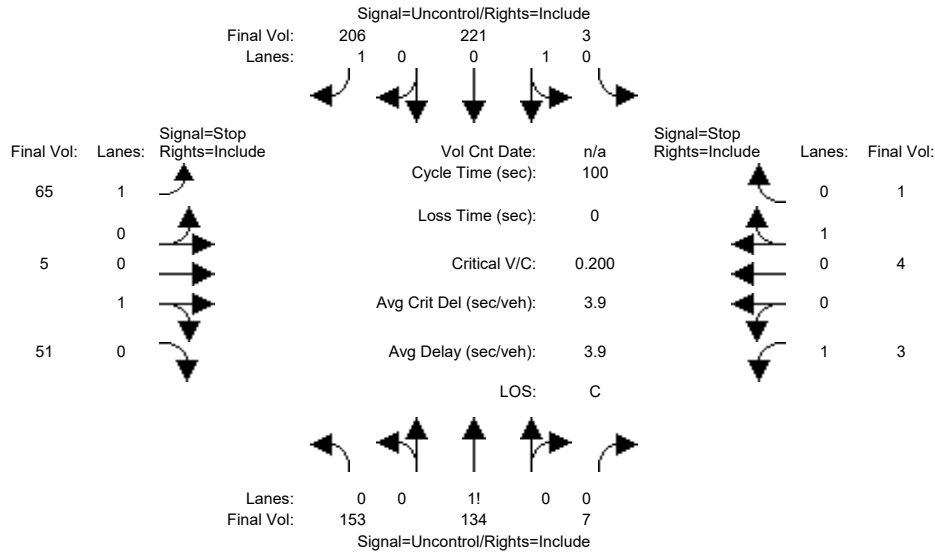 Signal=Uncontrol/Rights=Include
Final Vol: 206 221 3
Lanes: 1 0 0 1 0
Signal=Stop Signal=Stop
Final Vol: Lanes: Rights=Include Vol Cnt Date: n/a Rights=Include Lanes: Final Vol:
Cycle Time (sec): 100
65 1 0 1
Loss Time (sec): 0
0 1
5 0 Critical V/C: 0.200 0 4
1 Avg Crit Del (sec/veh): 3.9 0
51 0 Avg Delay (sec/veh): 3.9 1 3
LOS: C
Lanes: 0 0 1! 0 0
Final Vol: 153 134 7
Signal=Uncontrol/Rights=Include